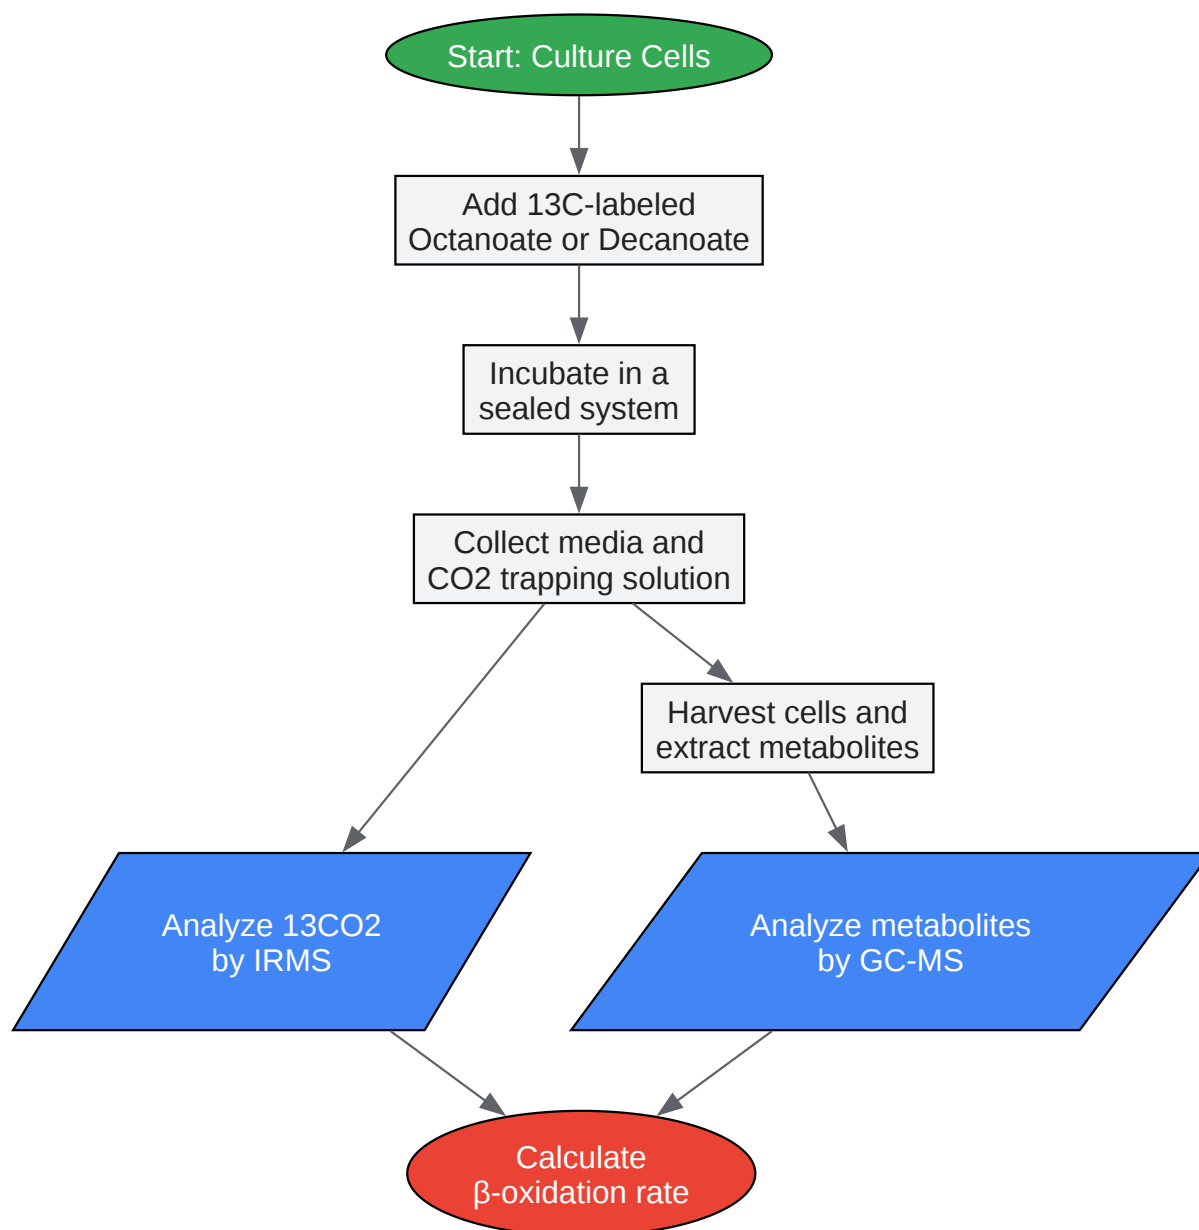 Start: Culture Cells
Add 13C-labeled
Octanoate or Decanoate
Incubate in a
sealed system
Collect media and
CO2 trapping solution
Harvest cells and
extract metabolites
Analyze 13CO2
by IRMS
Analyze metabolites
by GC-MS
Calculate
β-oxidation rate